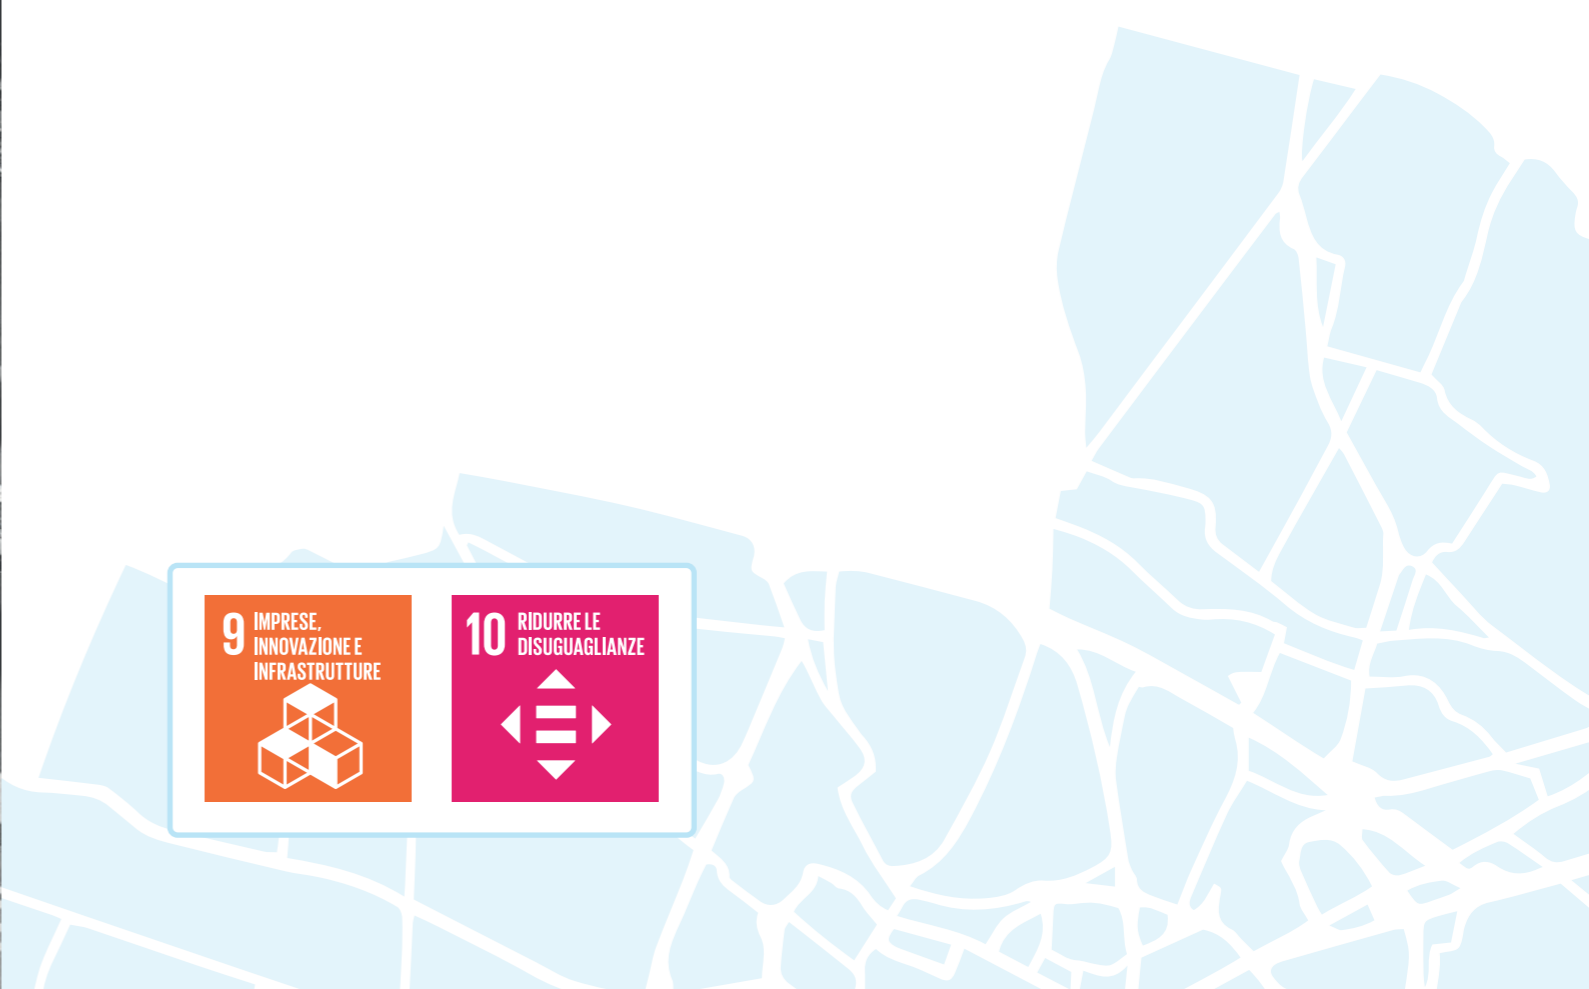 9
IMPRESE,
INNOVAZIONE E
INFRASTRUTTURE
10
RIDURRE LE
DISUGUAGLIANZE